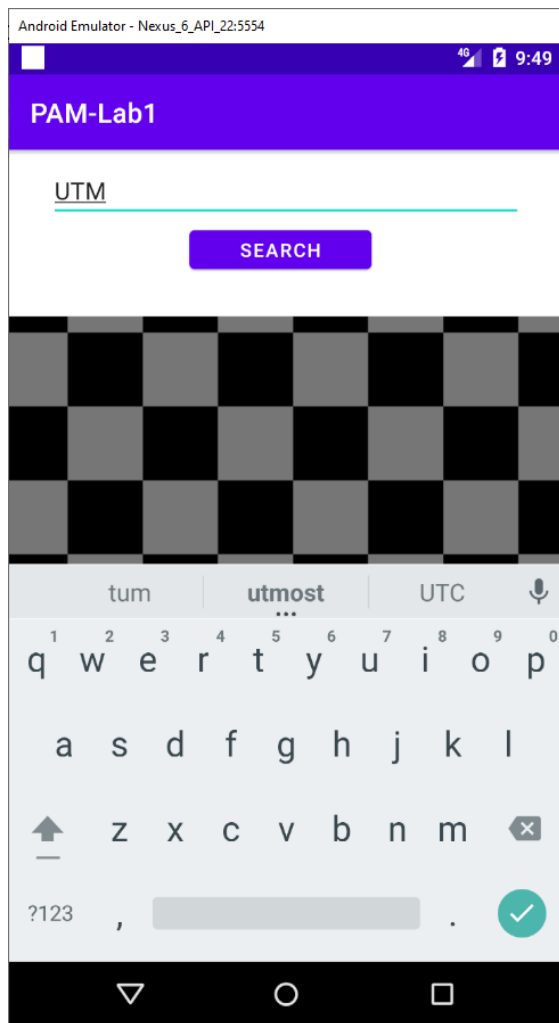 Android Emulator - Nexus_6_API_22:5554
4G 9:49
PAM-Lab1
UTM
SEARCH
tum utmost UTC
1 2 3 4 5 6 7 8 9 0
q w e r t y u i o p
a s d f g h j k l
z x c v b n m
?123 , .